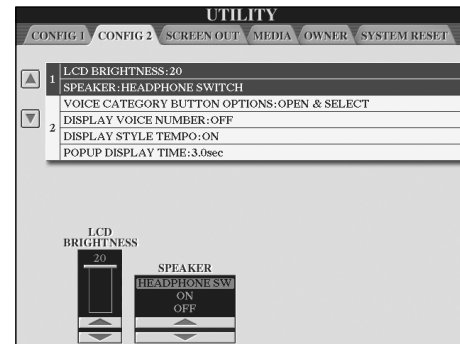 UTILITY
CONFIG 1 CONFIG 2 SCREEN OUT MEDIA OWNER SYSTEM RESET
1 LCD BRIGHTNESS:20
SPEAKER:HEADPHONE SWITCH
2 VOICE CATEGORY BUTTON OPTIONS:OPEN & SELECT
DISPLAY VOICE NUMBER:OFF
DISPLAY STYLE TEMPO:ON
POPUP DISPLAY TIME:3.0sec
LCD
BRIGHTNESS
20
SPEAKER
HEADPHONE SW
ON
OFF